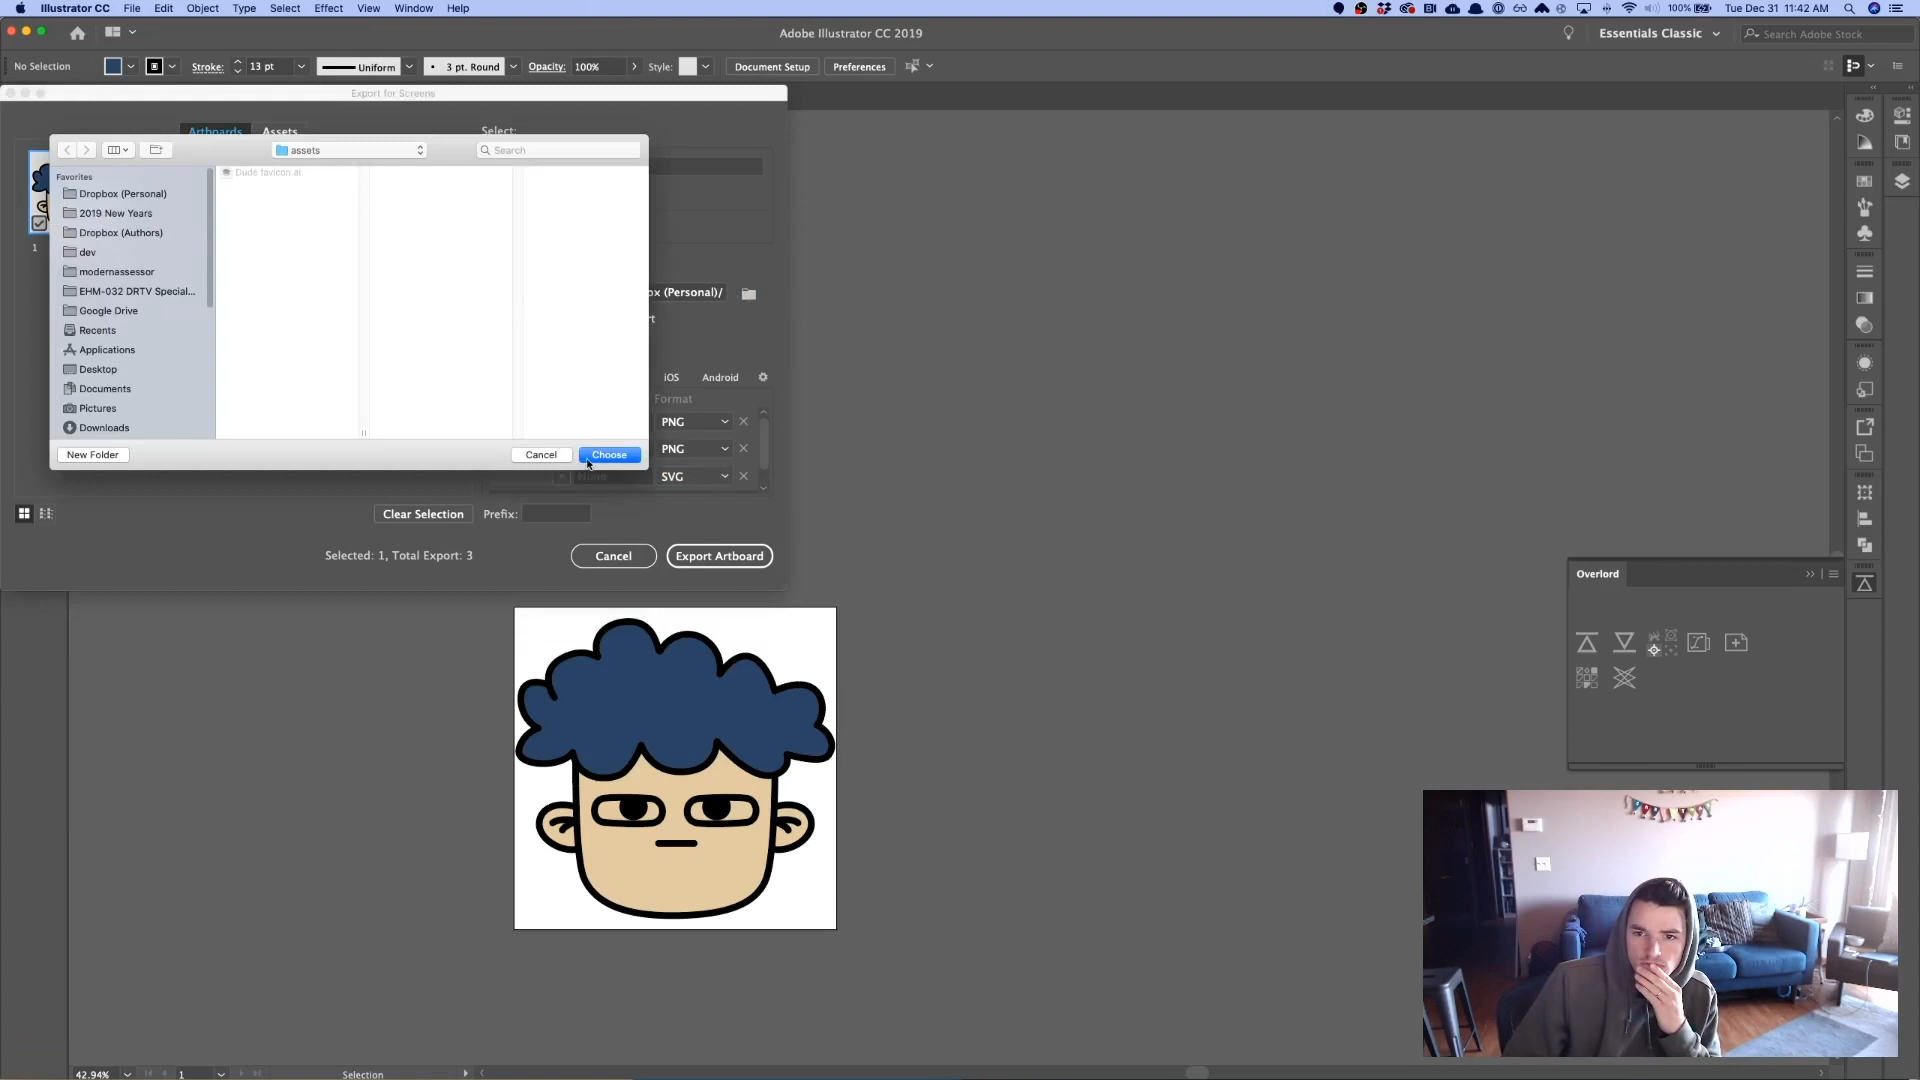 Illustrator CC File Edit Object Type Select Effect View Window Help
100% Tue Dec 31 11:42 AM
Adobe Illustrator CC 2019
Essentials Classic
Search Adobe Stock
No Selection
Stroke: 13 pt
Uniform
3 pt. Round
Opacity: 100%
Style:
Document Setup
Preferences
Export for Screens
Artboards Assets
Select:
assets
Search
Favorites
Dropbox (Personal)
2019 New Years
Dropbox (Authors)
dev
modernassessor
EHM-032 DRTV Special...
Google Drive
Recents
Applications
Desktop
Documents
Pictures
Downloads
Dude favicon.ai
New Folder
Cancel
Choose
1
ox (Personal)/
rt
iOS Android
Format
PNG
PNG
None
SVG
Clear Selection
Prefix:
Selected: 1, Total Export: 3
Cancel
Export Artboard
Overlord
42.94%
1
Selection